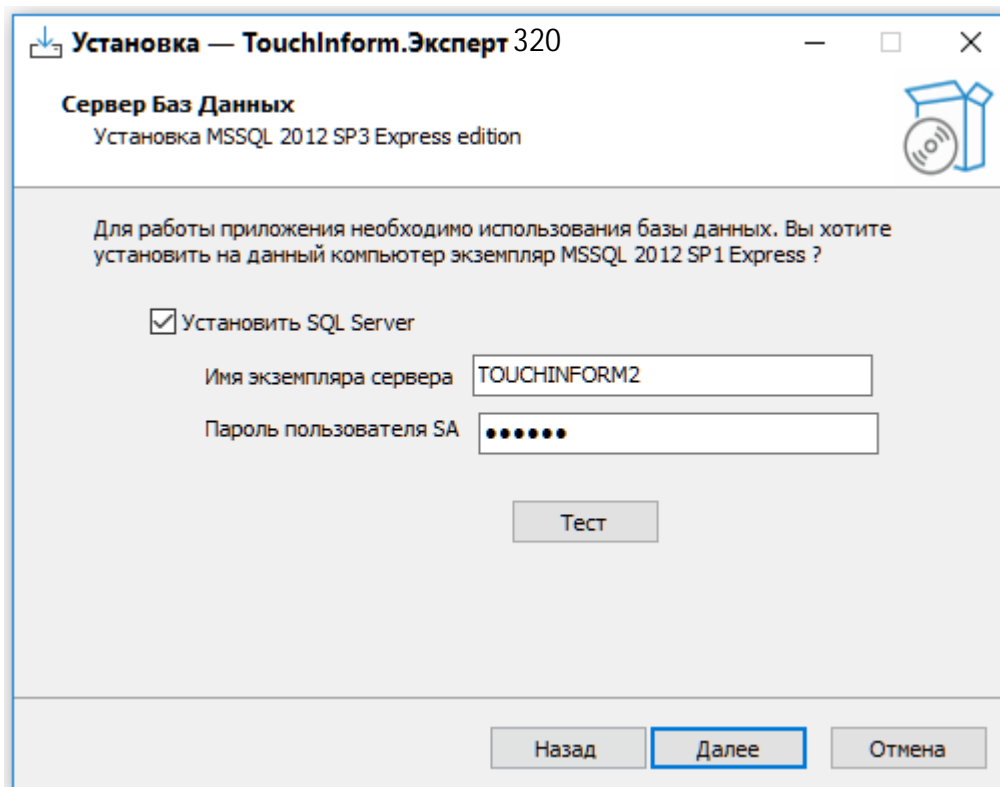 Установка — TouchInform.Эксперт 320
Сервер Баз Данных
Установка MSSQL 2012 SP3 Express edition
Для работы приложения необходимо использования базы данных. Вы хотите
установить на данный компьютер экземпляр MSSQL 2012 SP1 Express ?
Установить SQL Server
Имя экземпляра сервера TOUCHINFORM2
Пароль пользователя SA ●●●●●●
Тест
Назад Далее Отмена